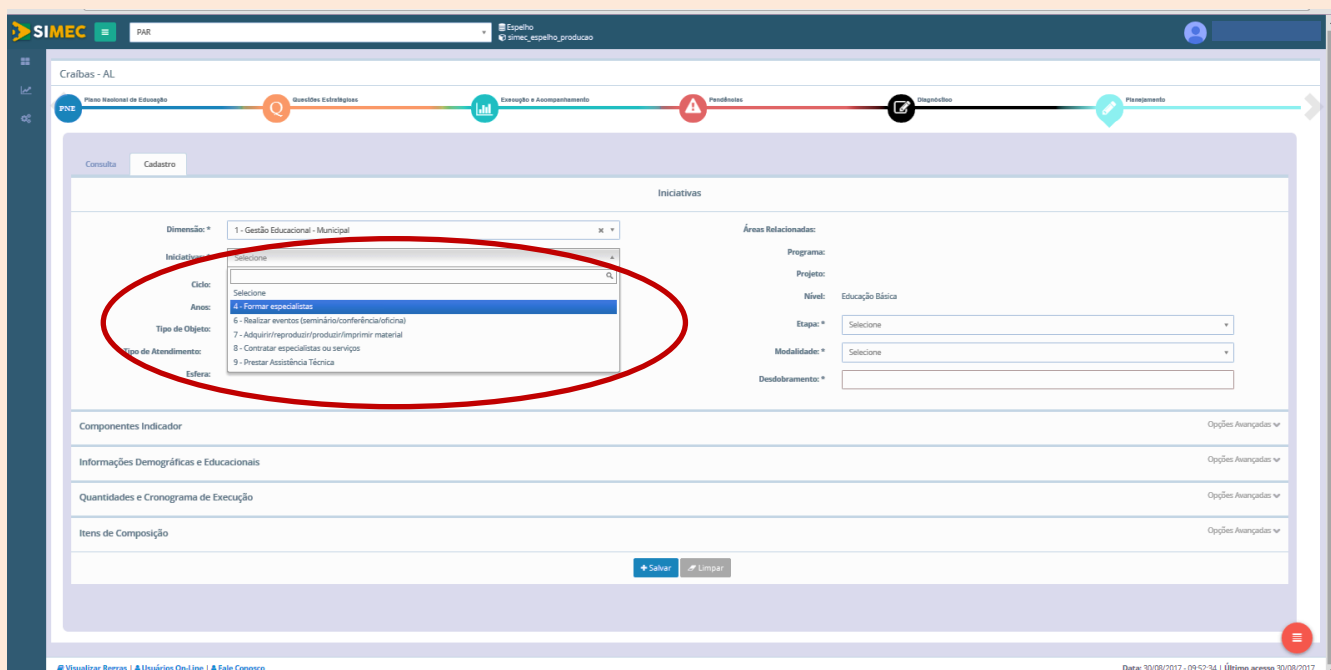 SIMEC
PAR
Espelho
simec_espelho_producao
Craíbas - AL
PNE
Plano Nacional de Educação
Q
Questões Estratégicas
Execução e Acompanhamento
Pendências
Diagnóstico
Planejamento
Consulta
Cadastro
Iniciativas
Dimensão: *
1 - Gestão Educacional - Municipal
Iniciativas: *
Selecione
Selecione
4 - Formar especialistas
6 - Realizar eventos (seminário/conferência/oficina)
7 - Adquirir/reproduzir/produzir/imprimir material
8 - Contratar especialistas ou serviços
9 - Prestar Assistência Técnica
Ciclo:
Anos:
Tipo de Objeto:
Tipo de Atendimento:
Esfera:
Áreas Relacionadas:
Programa:
Projeto:
Nível: Educação Básica
Etapa: * Selecione
Modalidade: * Selecione
Desdobramento: *
Componentes Indicador
Opções Avançadas
Informações Demográficas e Educacionais
Opções Avançadas
Quantidades e Cronograma de Execução
Opções Avançadas
Itens de Composição
Opções Avançadas
+ Salvar
Limpar
Visualizar Regras | Usuários On-Line | Fale Conosco
Data: 30/08/2017 - 09:52:34 | Último acesso 30/08/2017